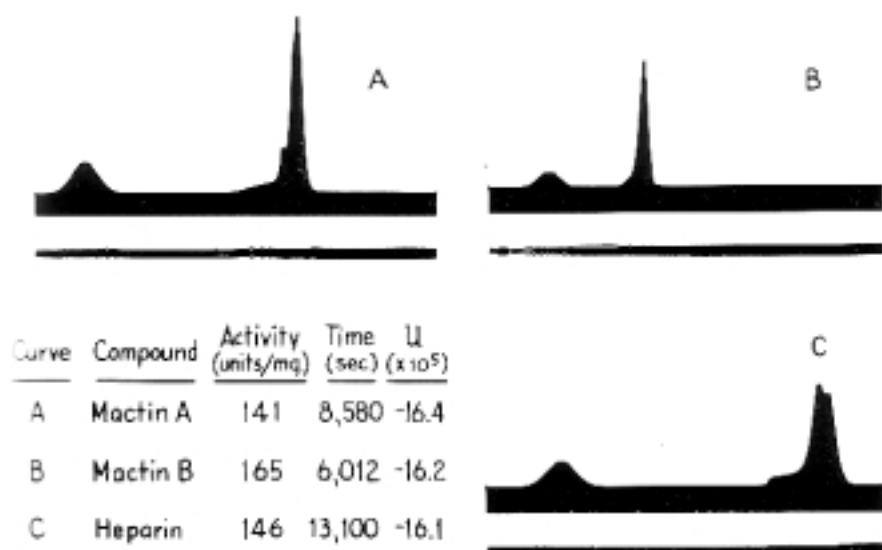 A
B
Curve Compound Activity (units/mg) Time (sec) U (x10⁵)
A Mactin A 141 8,580 -16.4
B Mactin B 165 6,012 -16.2
C Heparin 146 13,100 -16.1
C